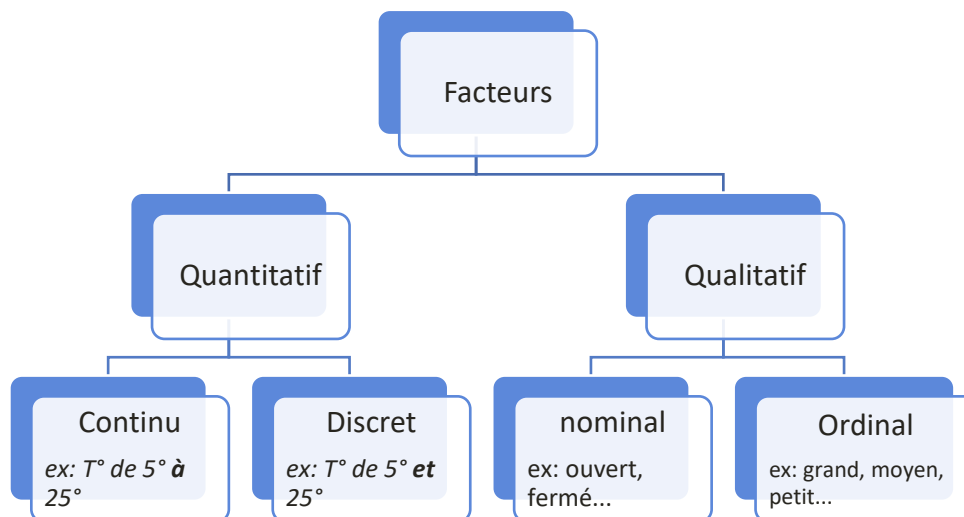 Facteurs
Quantitatif
Qualitatif
Continu
ex: T° de 5° à
25°
Discret
ex: T° de 5° et
25°
nominal
ex: ouvert,
fermé...
Ordinal
ex: grand, moyen,
petit...